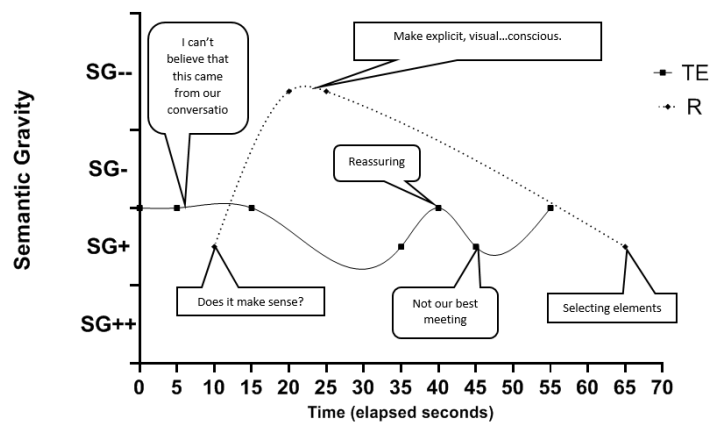 I can't
believe that
this came
from our
conversatio
Make explicit, visual...conscious.
SG--
TE
R
Reassuring
SG-
Semantic Gravity
SG+
Does it make sense?
Not our best
meeting
Selecting elements
SG++
0 5 10 15 20 25 30 35 40 45 50 55 60 65 70
Time (elapsed seconds)